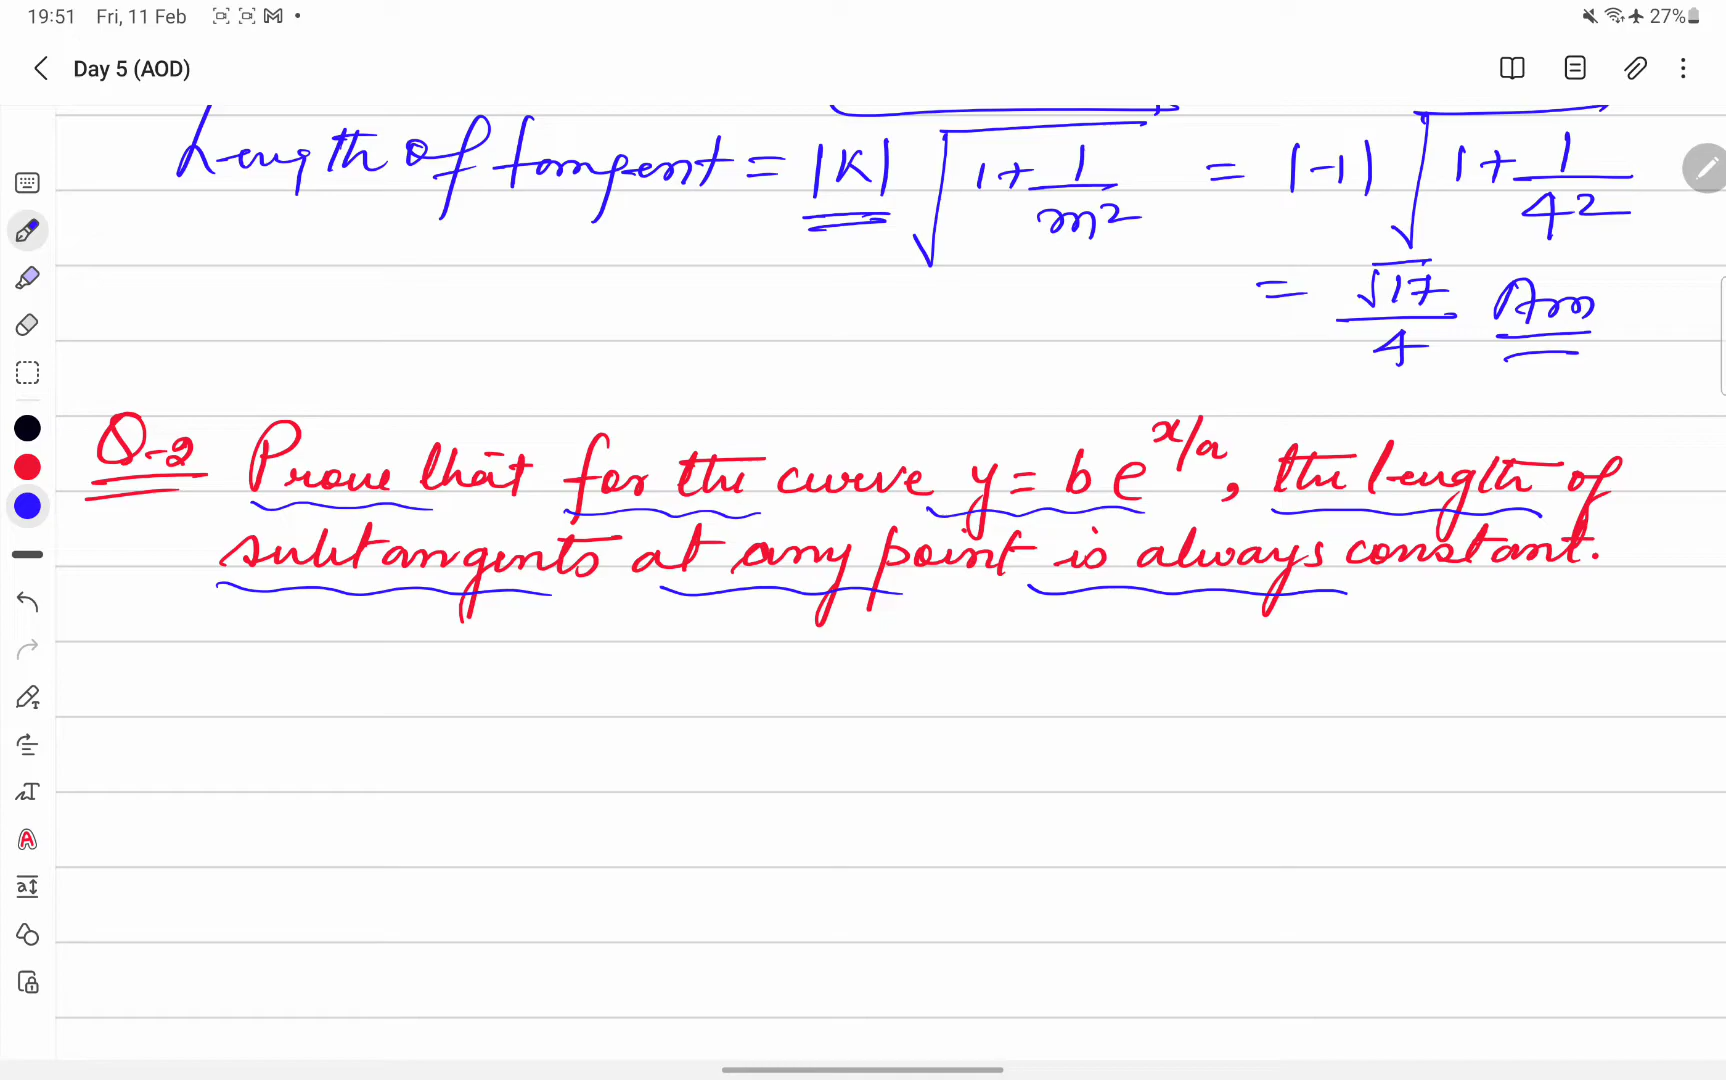 19:51 Fri, 11 Feb 27%
Day 5 (AOD)
Length of tangent = |K| √1+1/m² = |-1| √1+1/4²
= √17/4 Ans
Q-2 Prove that for the curve y = b e^x/a, the length of
subtangents at any point is always constant.